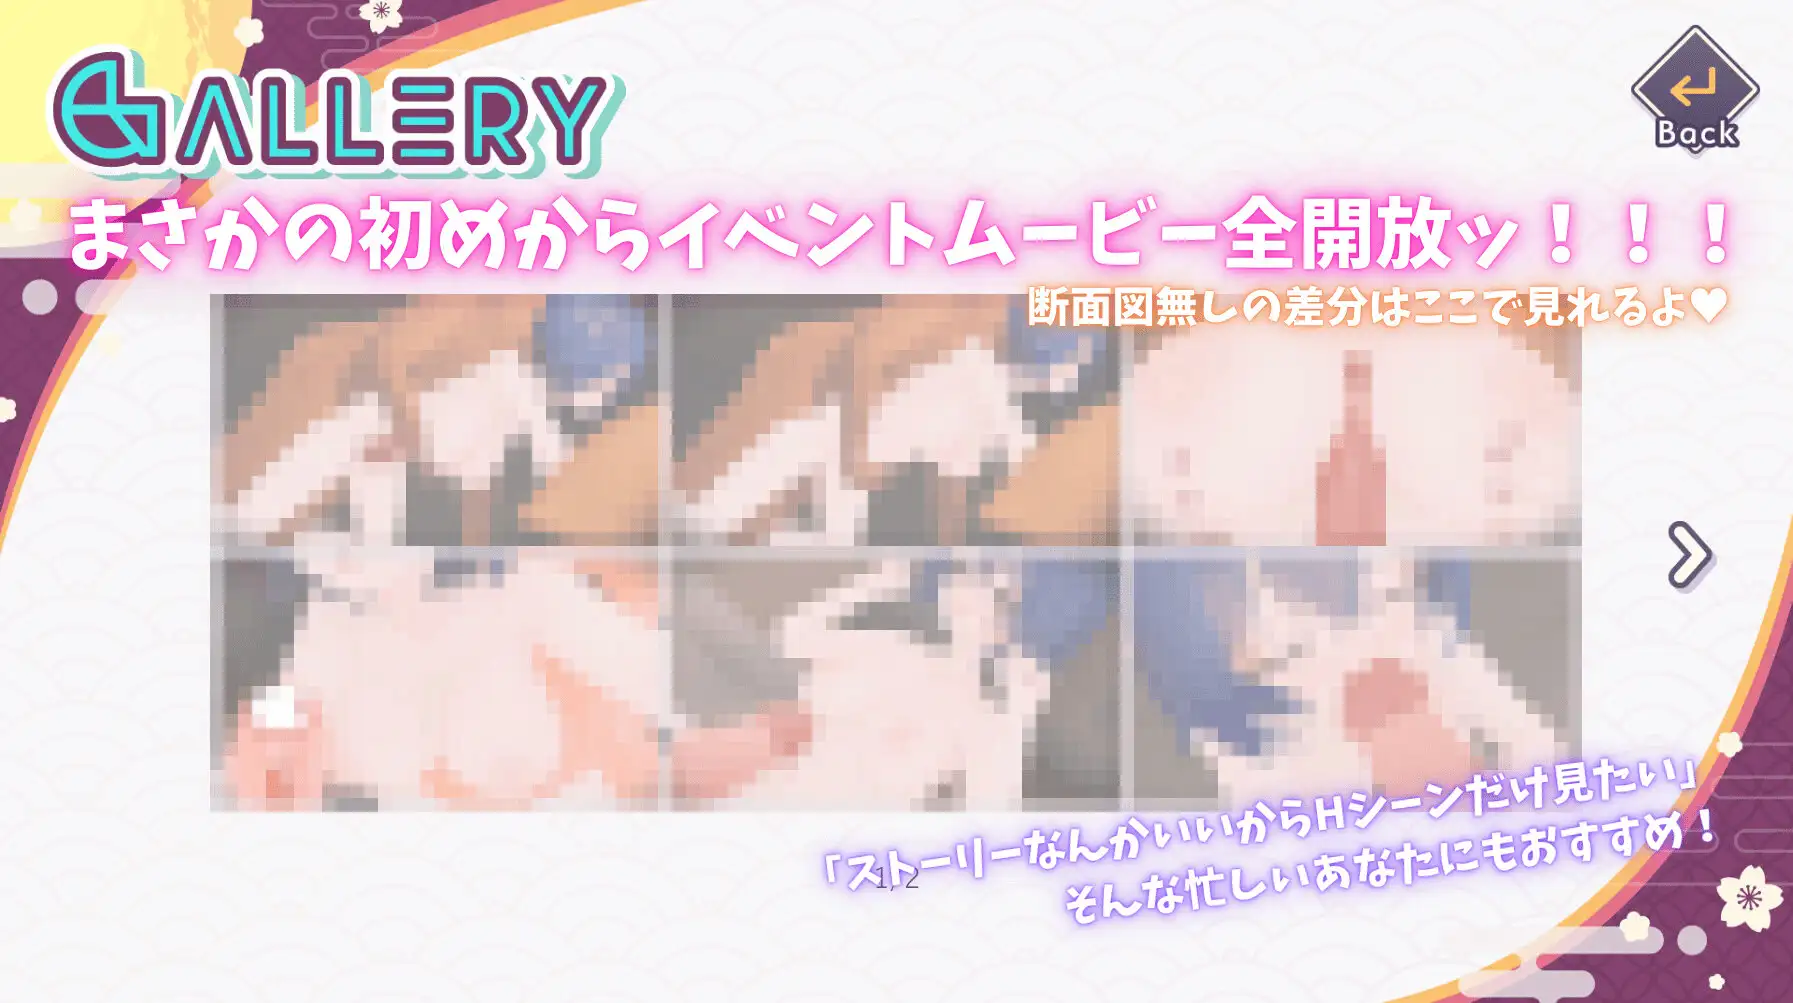 GALLERY
Back
まさかの初めからイベントムービー全開放ッ！！！
断面図無しの差分はここで見れるよ♥
「ストーリーなんかいいからHシーンだけ見たい」
そんな忙しいあなたにもおすすめ！
1/2